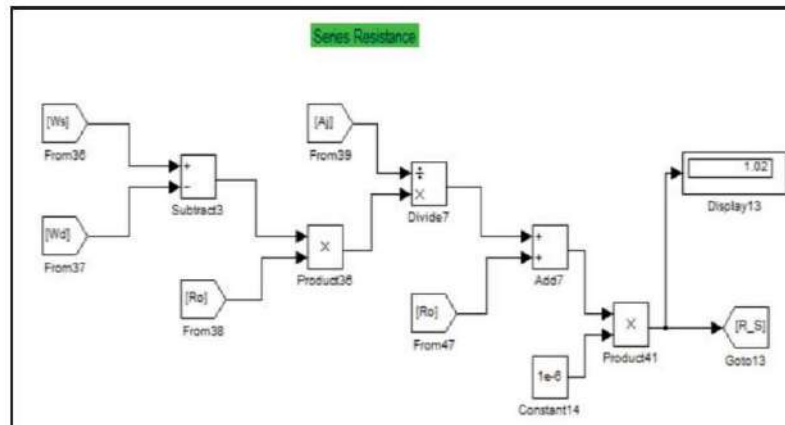 Series Resistance
[Ws]
From36
[Aj]
From39
+
−
Subtract3
÷
X
Divide7
1.02
Display13
[Wd]
From37
X
Product36
+
+
Add7
[Ro]
From38
[Ro]
From47
X
Product41
[R_S]
Goto13
1e-6
Constant14